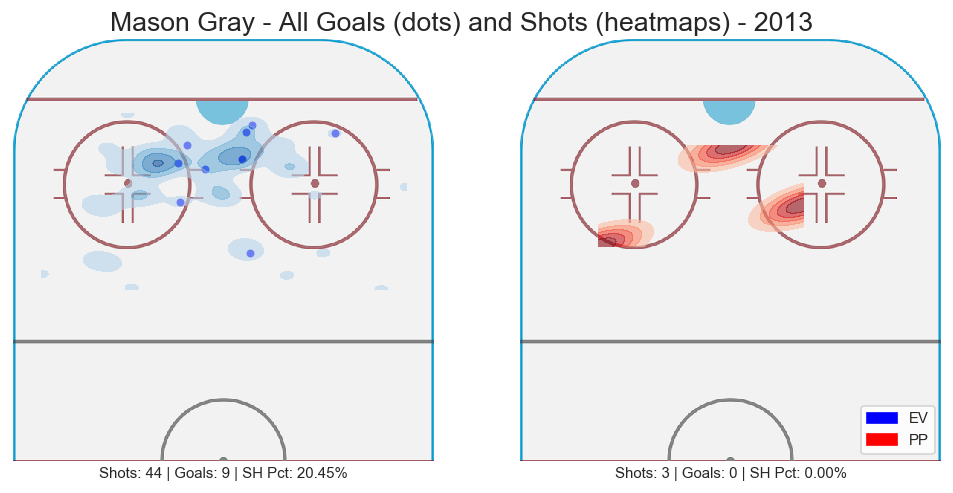 Mason Gray - All Goals (dots) and Shots (heatmaps) - 2013
EV
PP
Shots: 44 | Goals: 9 | SH Pct: 20.45%
Shots: 3 | Goals: 0 | SH Pct: 0.00%